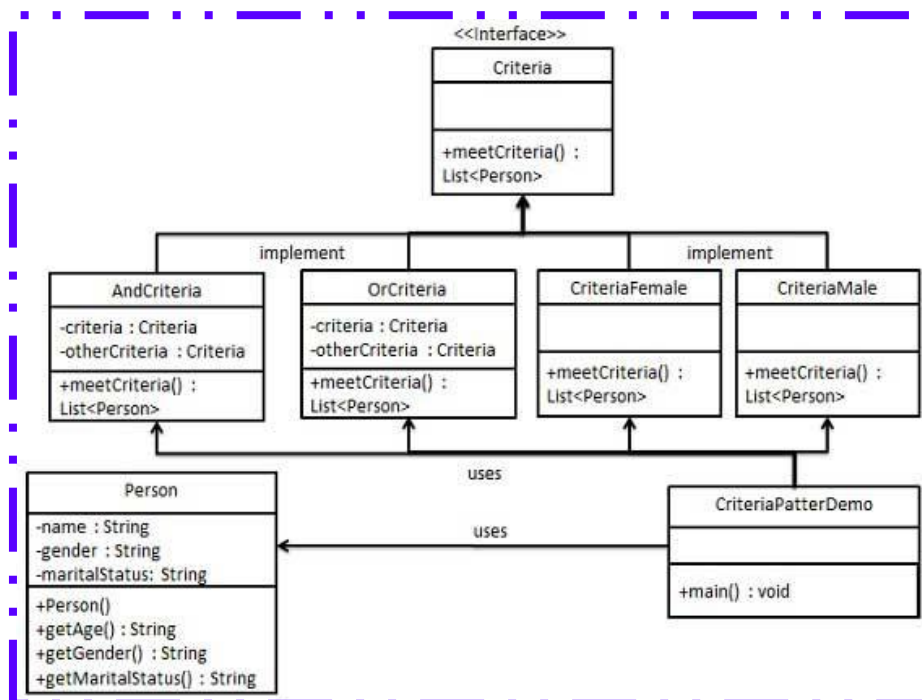 <<Interface>>
Criteria
+meetCriteria() :
List<Person>
implement
implement
AndCriteria
-criteria : Criteria
-otherCriteria : Criteria
+meetCriteria() :
List<Person>
OrCriteria
-criteria : Criteria
-otherCriteria : Criteria
+meetCriteria() :
List<Person>
CriteriaFemale
+meetCriteria() :
List<Person>
CriteriaMale
+meetCriteria() :
List<Person>
uses
Person
-name : String
-gender : String
-maritalStatus: String
+Person()
+getAge() : String
+getGender() : String
+getMaritalStatus() : String
uses
CriteriaPatterDemo
+main() : void